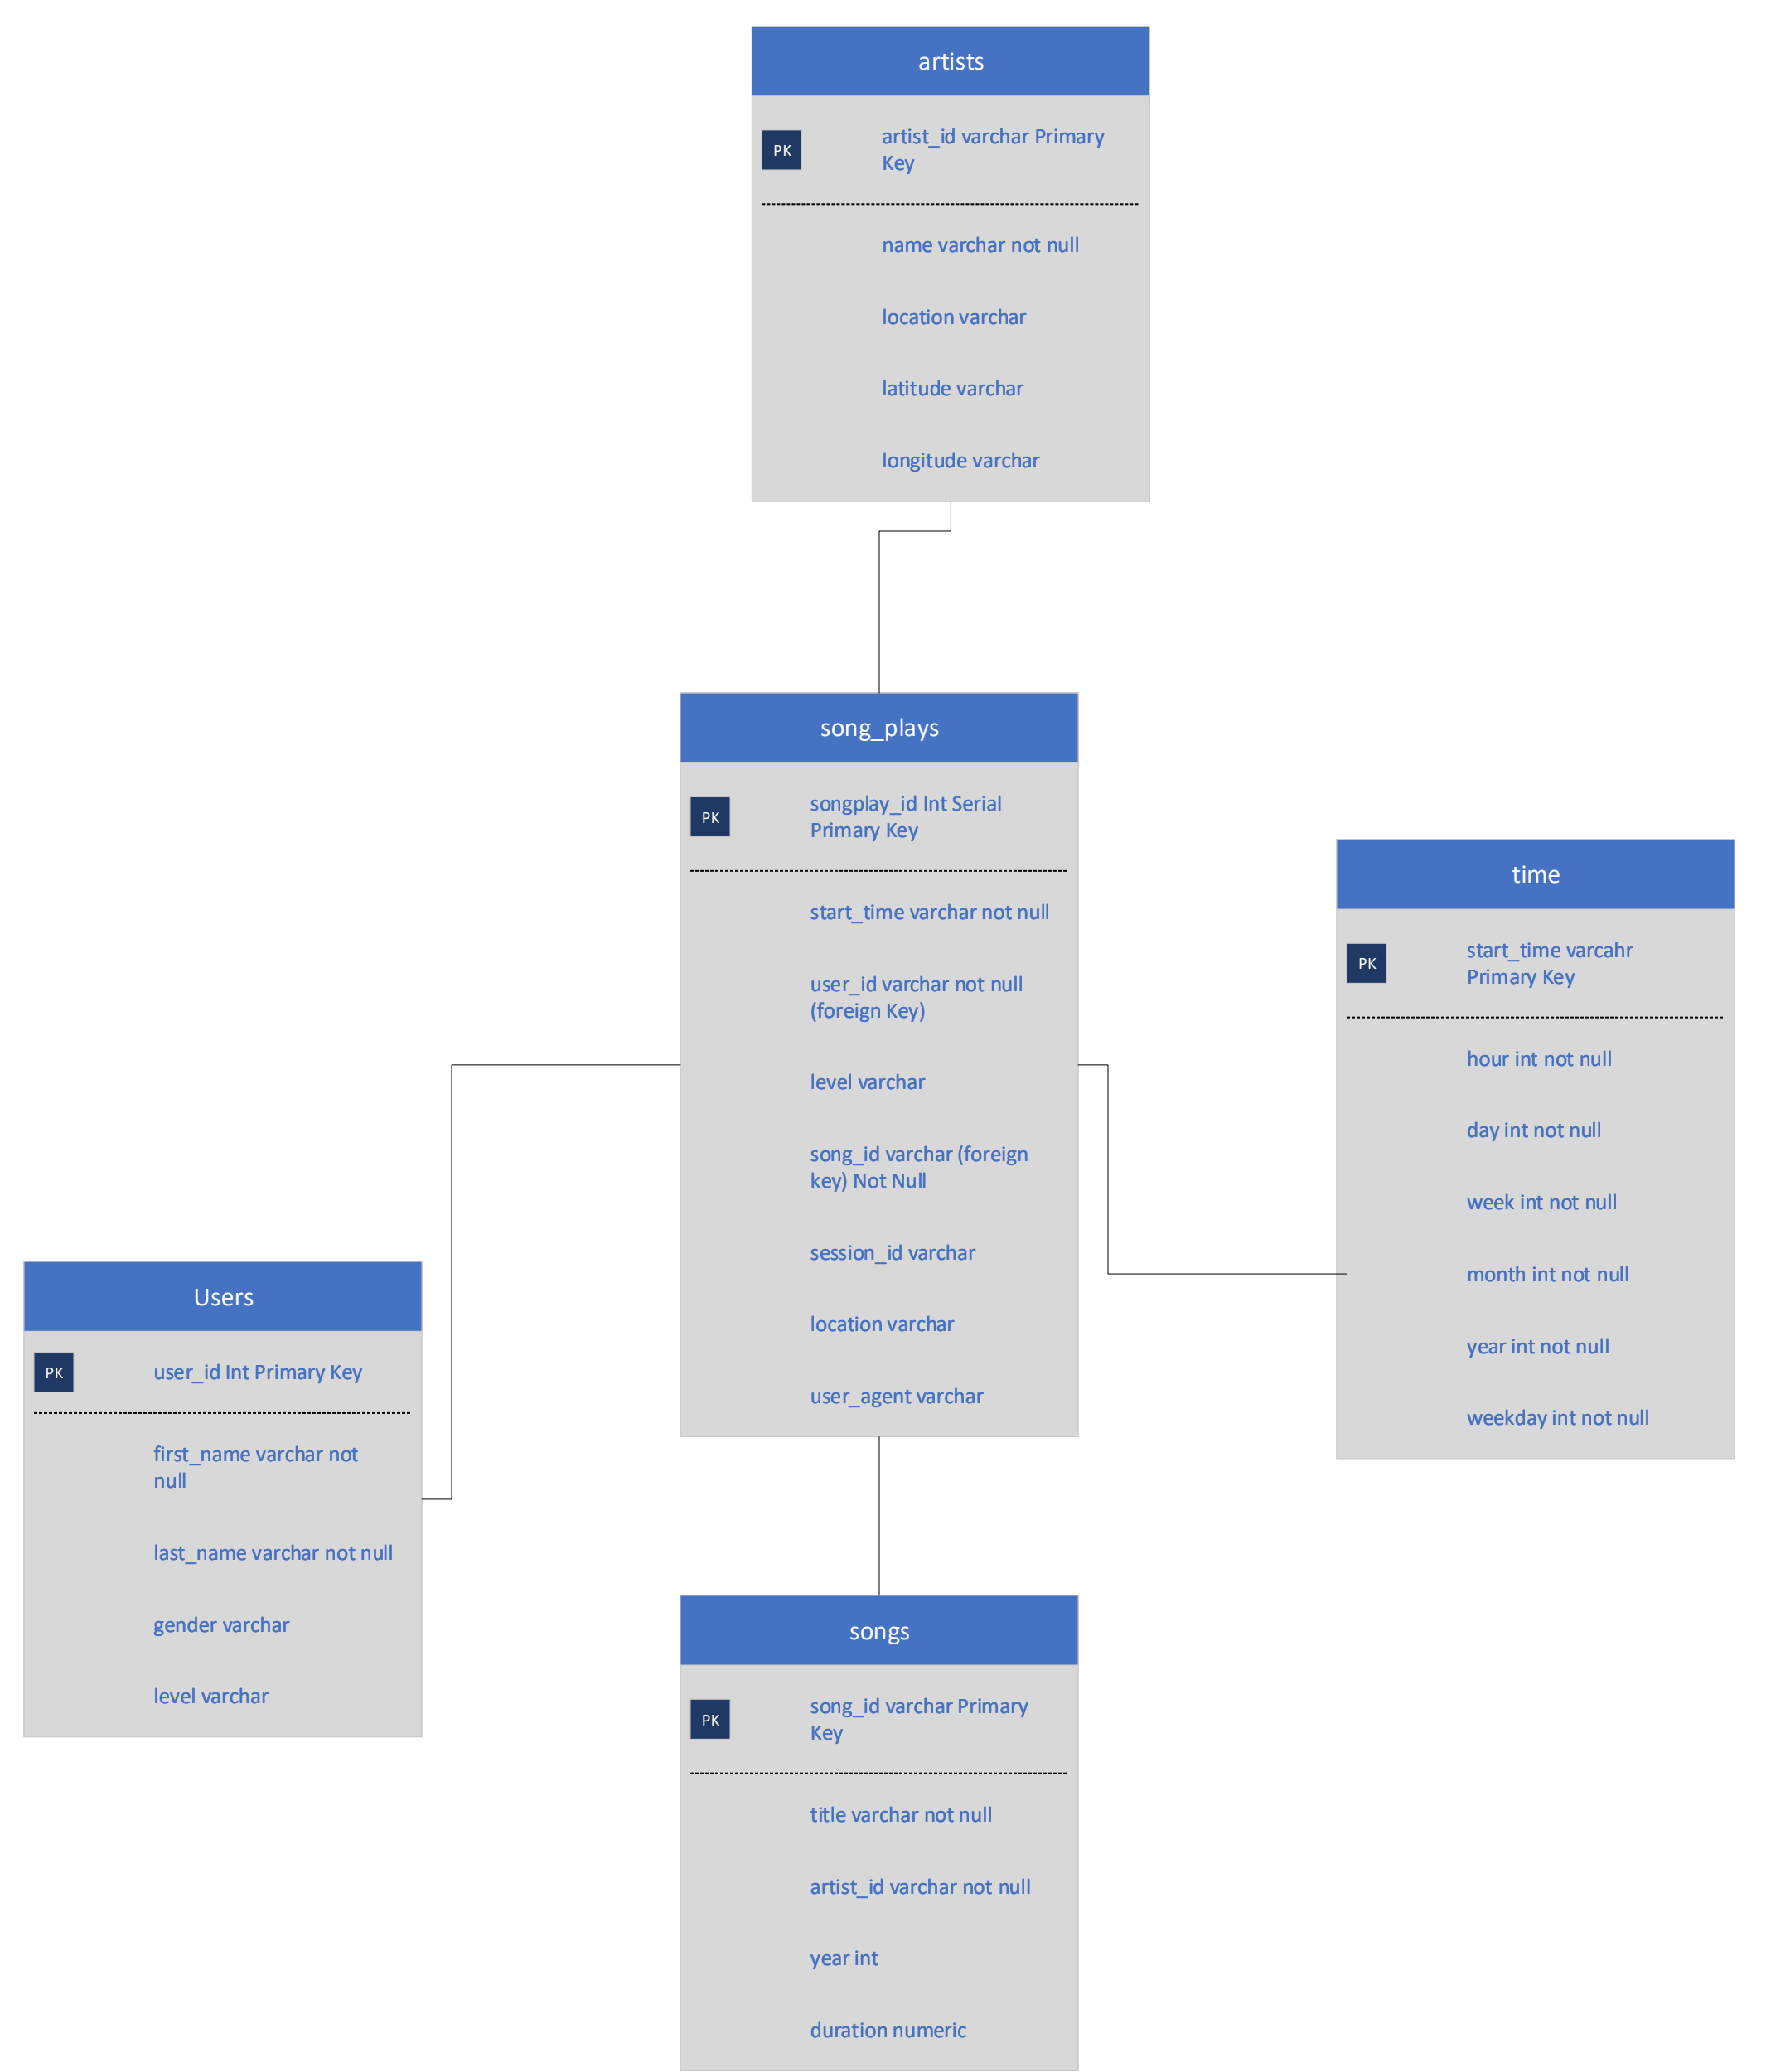 artists
PK
artist_id varchar Primary
Key
name varchar not null
location varchar
latitude varchar
longitude varchar
song_plays
PK
songplay_id Int Serial
Primary Key
start_time varchar not null
user_id varchar not null
(foreign Key)
level varchar
song_id varchar (foreign
key) Not Null
session_id varchar
location varchar
user_agent varchar
time
PK
start_time varcahr
Primary Key
hour int not null
day int not null
week int not null
month int not null
year int not null
weekday int not null
Users
PK
user_id Int Primary Key
first_name varchar not
null
last_name varchar not null
gender varchar
level varchar
songs
PK
song_id varchar Primary
Key
title varchar not null
artist_id varchar not null
year int
duration numeric